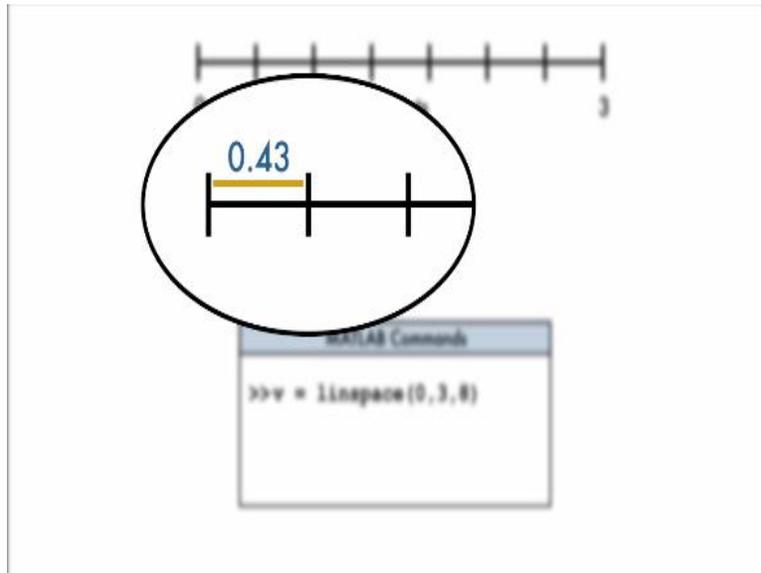 3
0.43
MATLAB Commands
>>v = linspace(0,3,8)